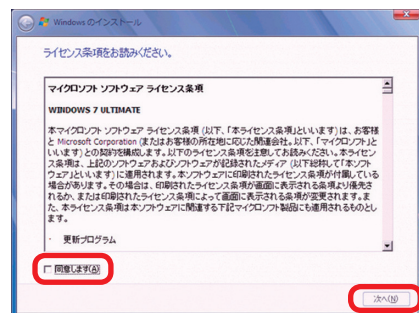 Windows のインストール
ライセンス条項をお読みください。
マイクロソフト ソフトウェア ライセンス条項
WINDOWS 7 ULTIMATE
本マイクロソフト ソフトウェア ライセンス条項 (以下、「本ライセンス条項」といいます) は、お客様
と Microsoft Corporation (またはお客様の所在地に応じた関連会社。以下、「マイクロソフト」と
いいます) との契約を構成します。以下のライセンス条項を注意してお読みください。本ライセン
ス条項は、上記のソフトウェアおよびソフトウェアが記録されたメディア (以下総称して「本ソフト
ウェア」といいます) に適用されます。本ソフトウェアに印刷されたライセンス条項が付属している
場合があります。その場合は、印刷されたライセンス条項が画面に表示される条項より優先さ
れるか、または印刷されたライセンス条項によって画面に表示される条項が変更されます。ま
た、本ライセンス条項は本ソフトウェアに関連する下記マイクロソフト製品にも適用されるものとし
ます。
· 更新プログラム
同意します(A)
次へ(N)